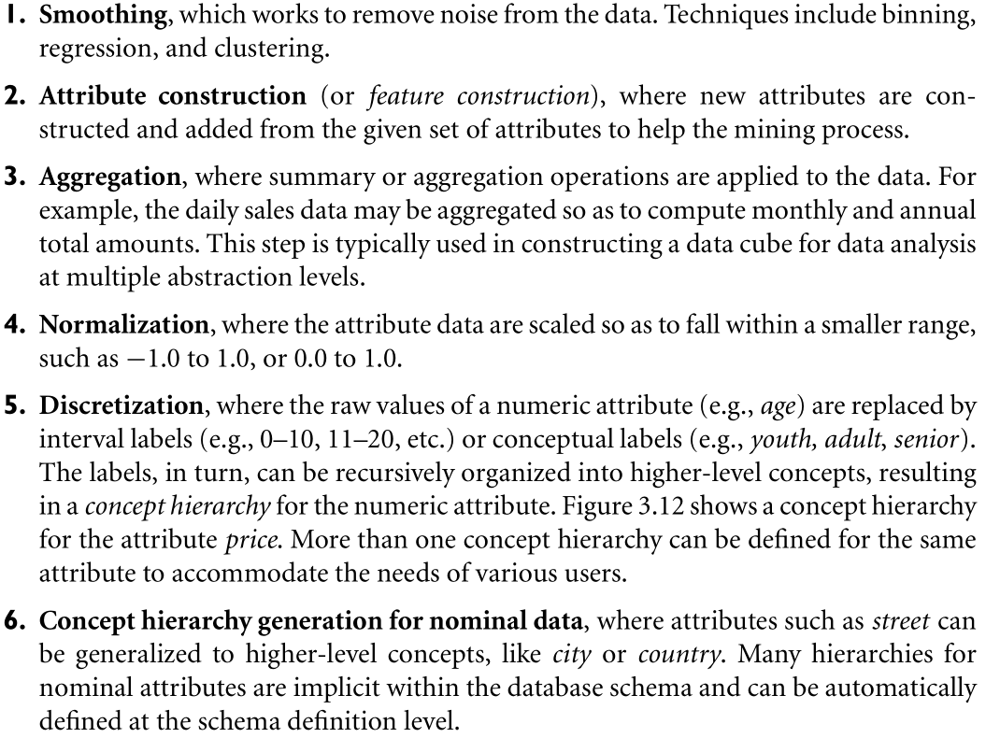 1. Smoothing, which works to remove noise from the data. Techniques include binning,
regression, and clustering.
2. Attribute construction (or feature construction), where new attributes are con-
structed and added from the given set of attributes to help the mining process.
3. Aggregation, where summary or aggregation operations are applied to the data. For
example, the daily sales data may be aggregated so as to compute monthly and annual
total amounts. This step is typically used in constructing a data cube for data analysis
at multiple abstraction levels.
4. Normalization, where the attribute data are scaled so as to fall within a smaller range,
such as −1.0 to 1.0, or 0.0 to 1.0.
5. Discretization, where the raw values of a numeric attribute (e.g., age) are replaced by
interval labels (e.g., 0–10, 11–20, etc.) or conceptual labels (e.g., youth, adult, senior).
The labels, in turn, can be recursively organized into higher-level concepts, resulting
in a concept hierarchy for the numeric attribute. Figure 3.12 shows a concept hierarchy
for the attribute price. More than one concept hierarchy can be defined for the same
attribute to accommodate the needs of various users.
6. Concept hierarchy generation for nominal data, where attributes such as street can
be generalized to higher-level concepts, like city or country. Many hierarchies for
nominal attributes are implicit within the database schema and can be automatically
defined at the schema definition level.